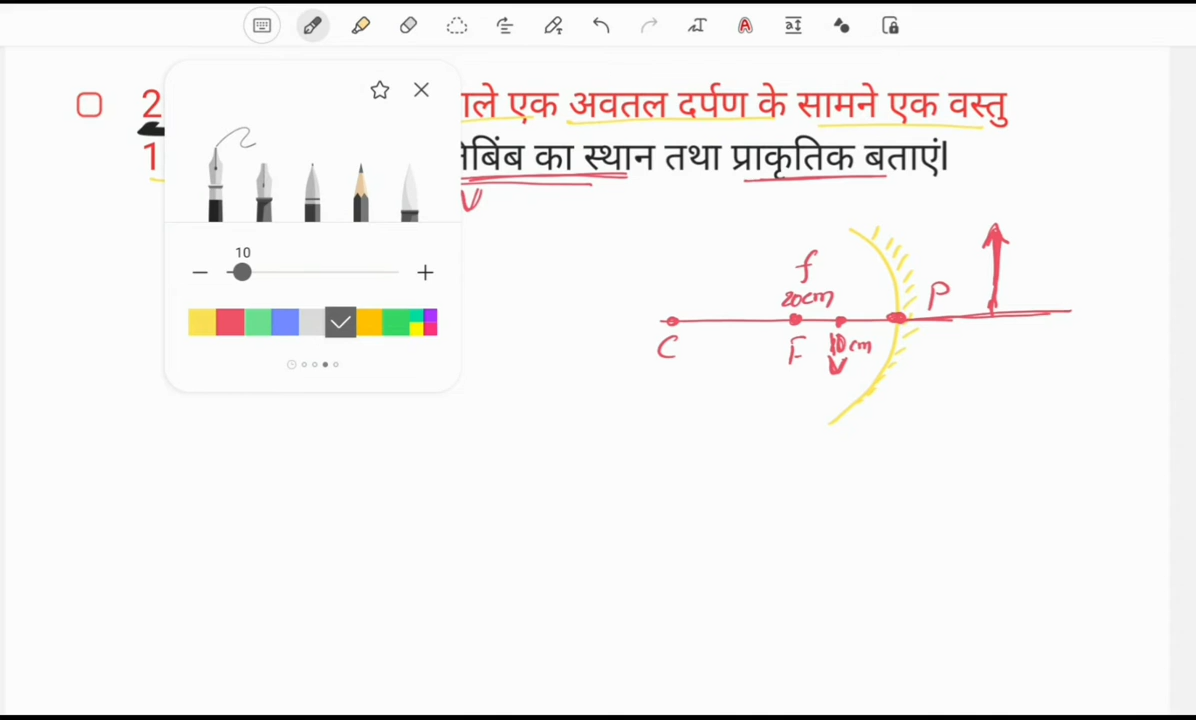 2
ले एक अवतल दर्पण के सामने एक वस्तु
1
बिंब का स्थान तथा प्राकृतिक बताएं।
10
f
20cm
P
C
F
10cm